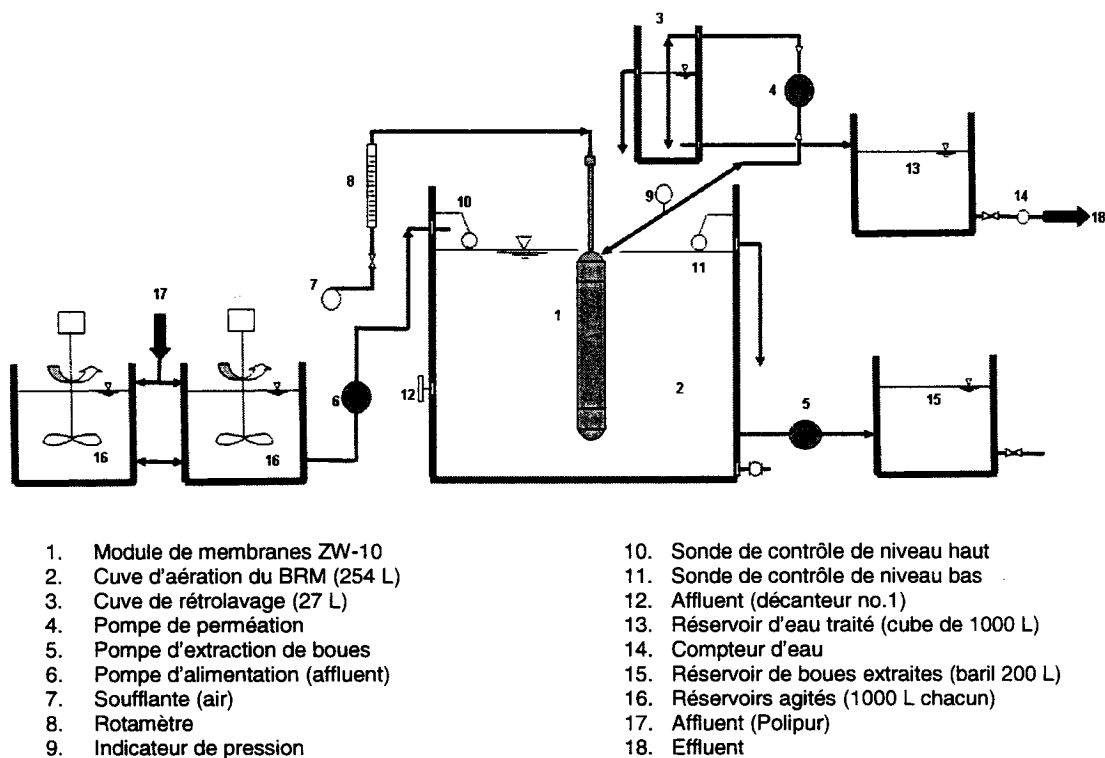 3
4
8
13
10
9
14
18
11
7
17
1
12
2
6
5
15
16
16
1. Module de membranes ZW-10
2. Cuve d'aération du BRM (254 L)
3. Cuve de rétrolavage (27 L)
4. Pompe de perméation
5. Pompe d'extraction de boues
6. Pompe d'alimentation (affluent)
7. Soufflante (air)
8. Rotamètre
9. Indicateur de pression
10. Sonde de contrôle de niveau haut
11. Sonde de contrôle de niveau bas
12. Affluent (décanteur no.1)
13. Réservoir d'eau traité (cube de 1000 L)
14. Compteur d'eau
15. Réservoir de boues extraites (baril 200 L)
16. Réservoirs agités (1000 L chacun)
17. Affluent (Polipur)
18. Effluent